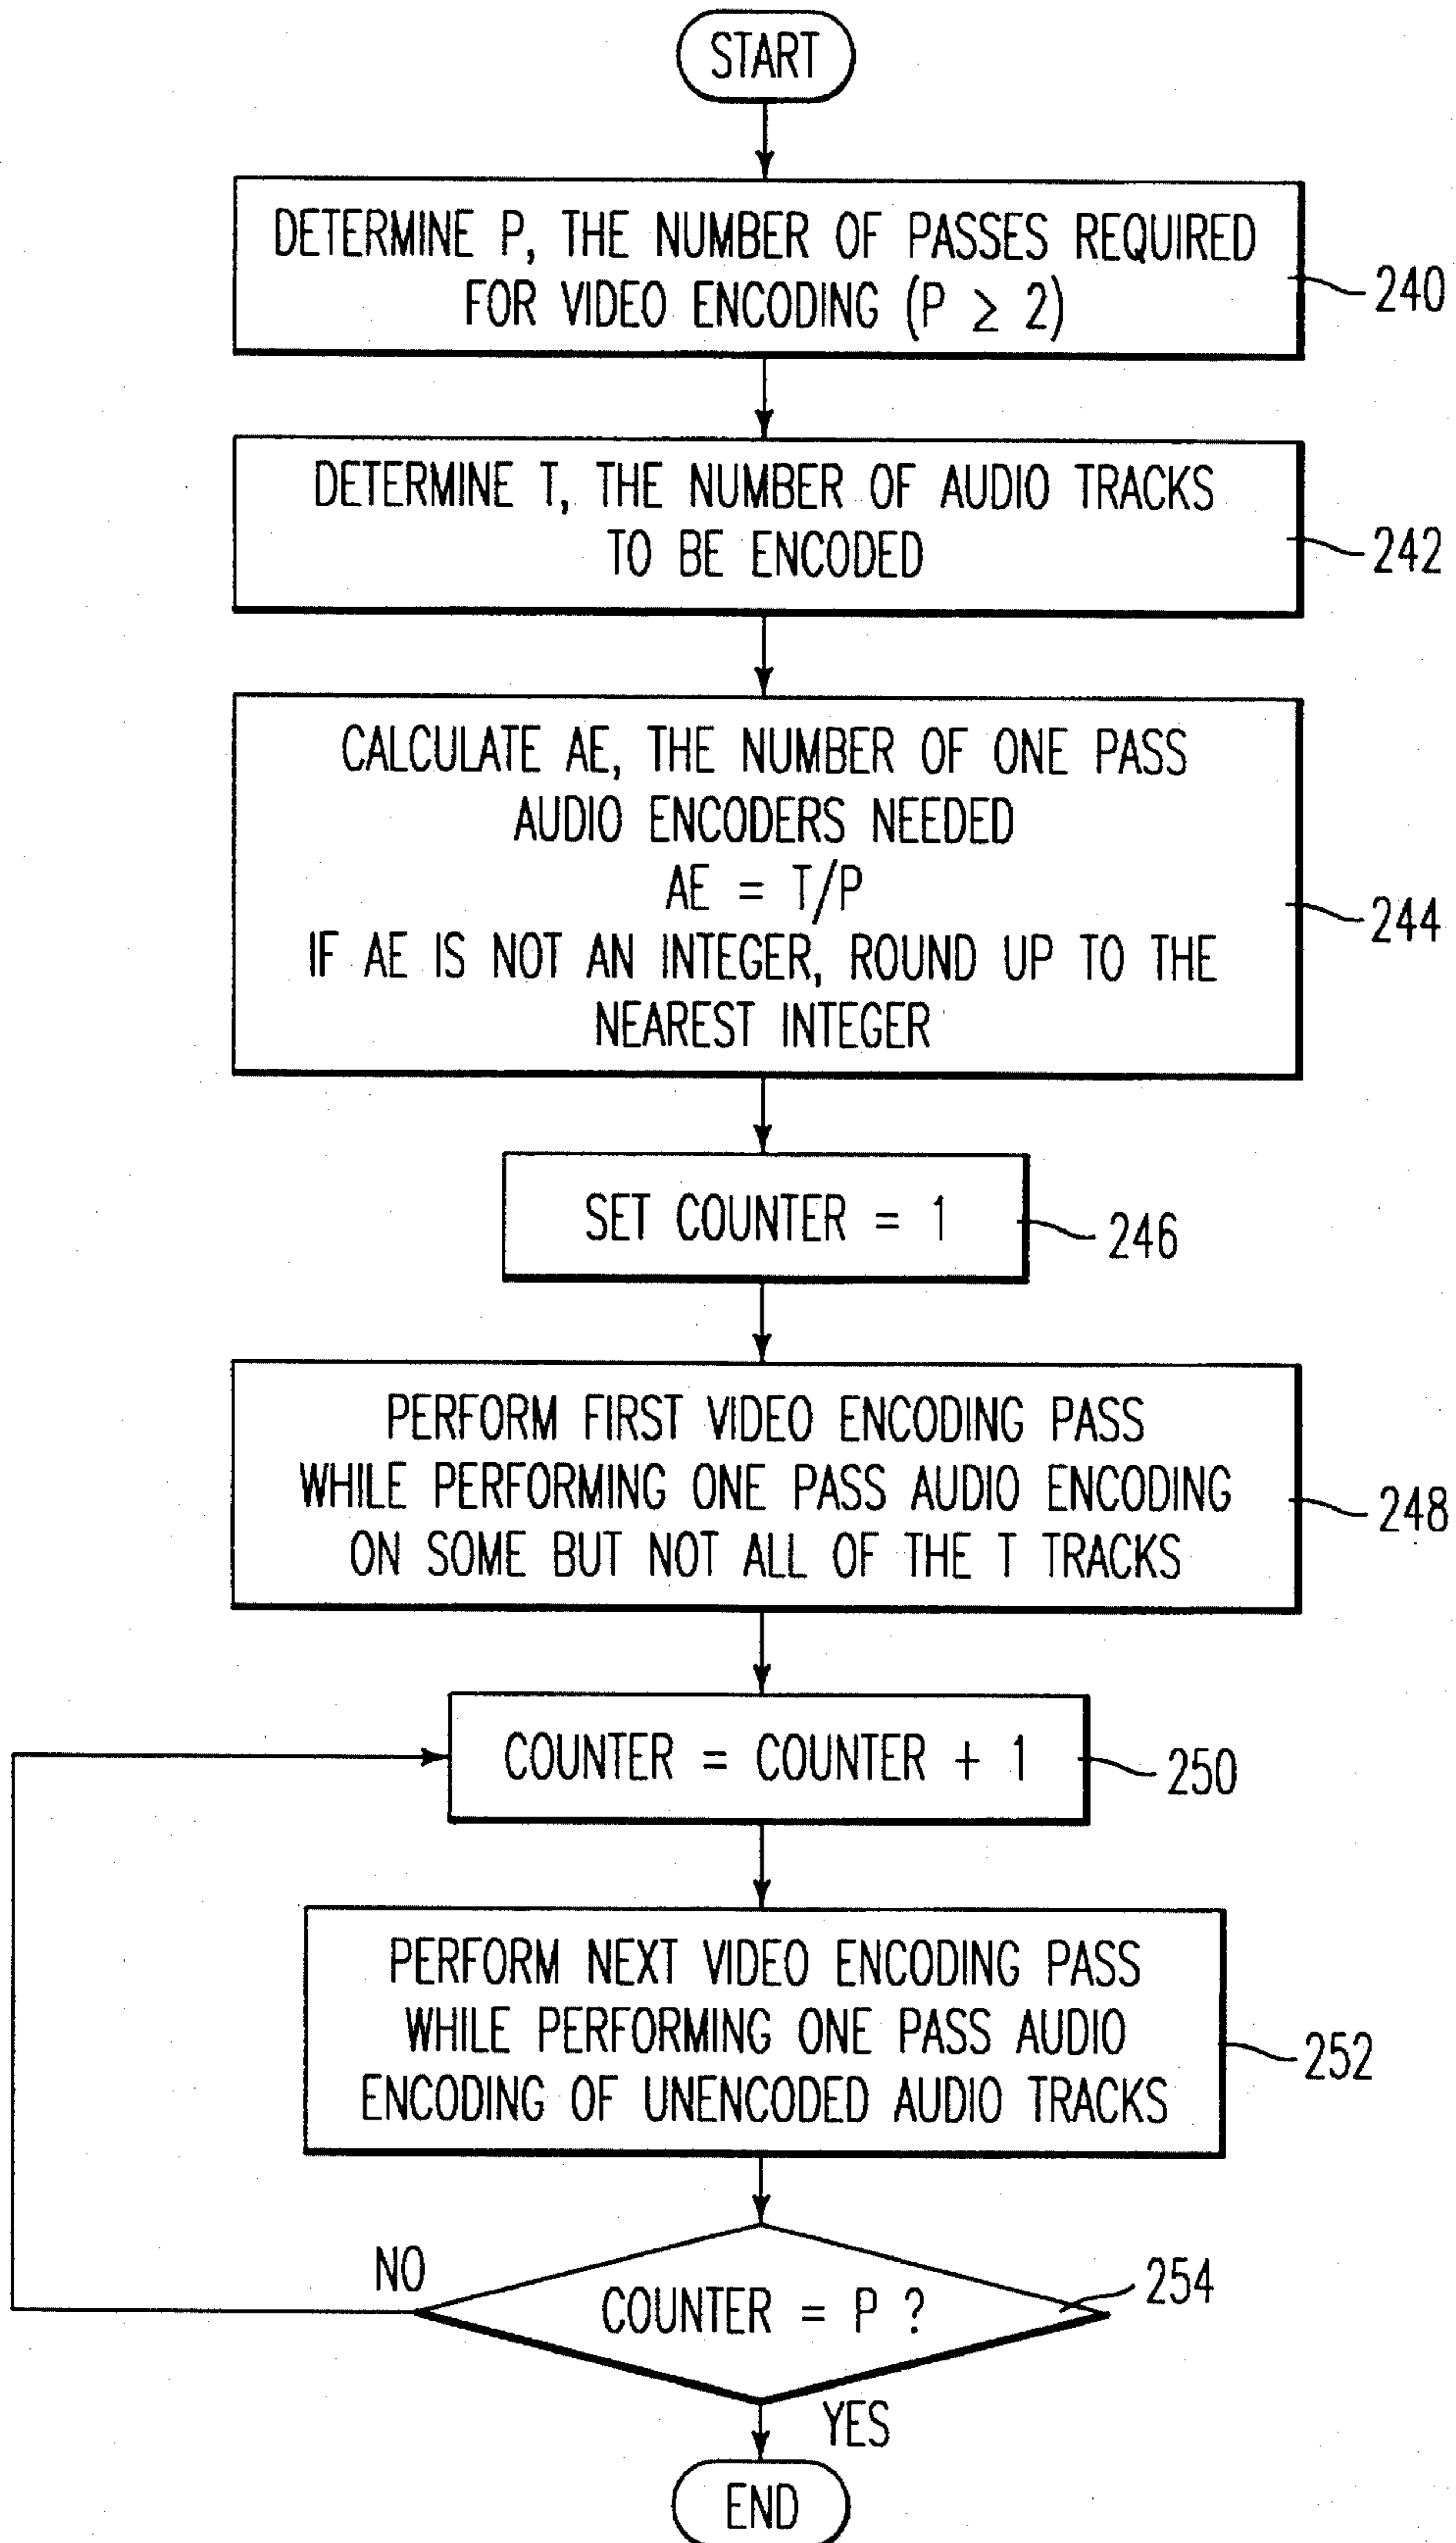 START
DETERMINE P, THE NUMBER OF PASSES REQUIRED
FOR VIDEO ENCODING (P ≥ 2)
240
DETERMINE T, THE NUMBER OF AUDIO TRACKS
TO BE ENCODED
242
CALCULATE AE, THE NUMBER OF ONE PASS
AUDIO ENCODERS NEEDED
AE = T/P
IF AE IS NOT AN INTEGER, ROUND UP TO THE
NEAREST INTEGER
244
SET COUNTER = 1
246
PERFORM FIRST VIDEO ENCODING PASS
WHILE PERFORMING ONE PASS AUDIO ENCODING
ON SOME BUT NOT ALL OF THE T TRACKS
248
COUNTER = COUNTER + 1
250
PERFORM NEXT VIDEO ENCODING PASS
WHILE PERFORMING ONE PASS AUDIO
ENCODING OF UNENCODED AUDIO TRACKS
252
NO
COUNTER = P ?
254
YES
END